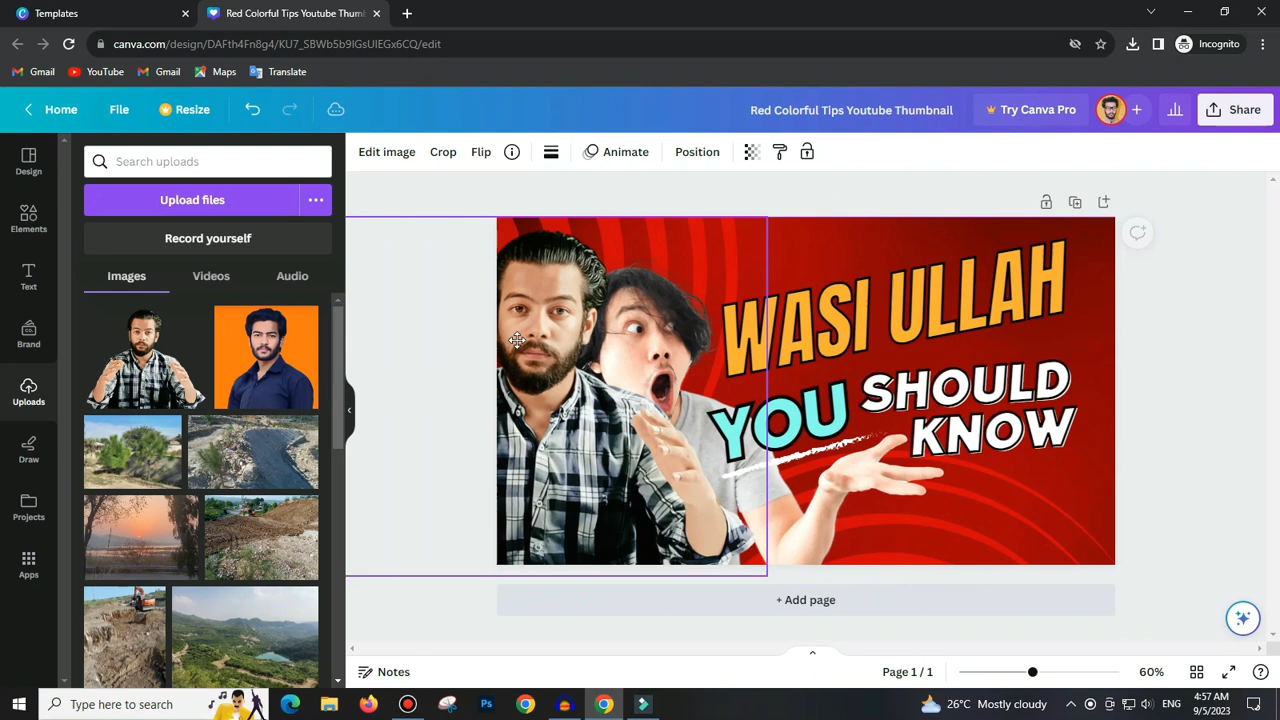 Templates
Red Colorful Tips Youtube Thumbn
canva.com/design/DAFth4Fn8g4/KU7_SBWb5b9IGsUIEGx6CQ/edit
Incognito
Gmail
YouTube
Gmail
Maps
Translate
Home
File
Resize
Red Colorful Tips Youtube Thumbnail
Try Canva Pro
Share
Search uploads
Edit image
Crop
Flip
Animate
Position
Design
Upload files
Elements
Record yourself
Text
Images
Videos
Audio
Brand
Uploads
Draw
Projects
Apps
WASI ULLAH
YOU SHOULD
KNOW
+ Add page
Notes
Page 1 / 1
60%
Type here to search
Ps
26°C Mostly cloudy
ENG
4:57 AM
9/5/2023